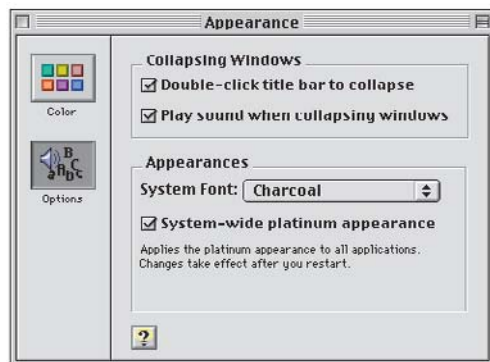 Appearance
Color
Options
Collapsing Windows
Double-click title bar to collapse
Play sound when collapsing windows
Appearances
System Font: Charcoal
System-wide platinum appearance
Applies the platinum appearance to all applications.
Changes take effect after you restart.
?